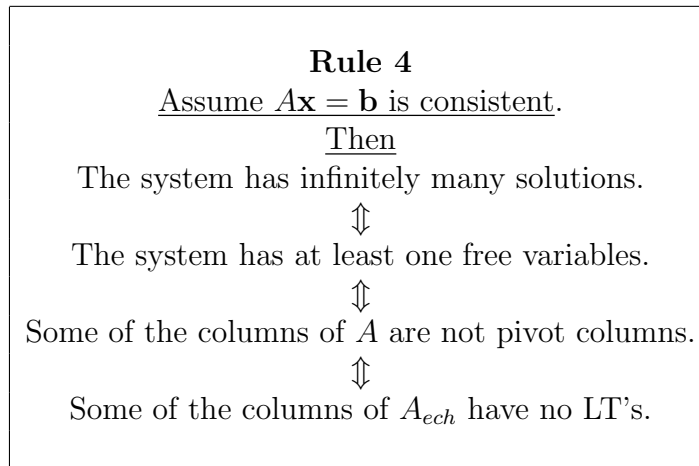 Rule 4
Assume Ax = b is consistent.
Then
The system has infinitely many solutions.
⇕
The system has at least one free variables.
⇕
Some of the columns of A are not pivot columns.
⇕
Some of the columns of A_ech have no LT's.